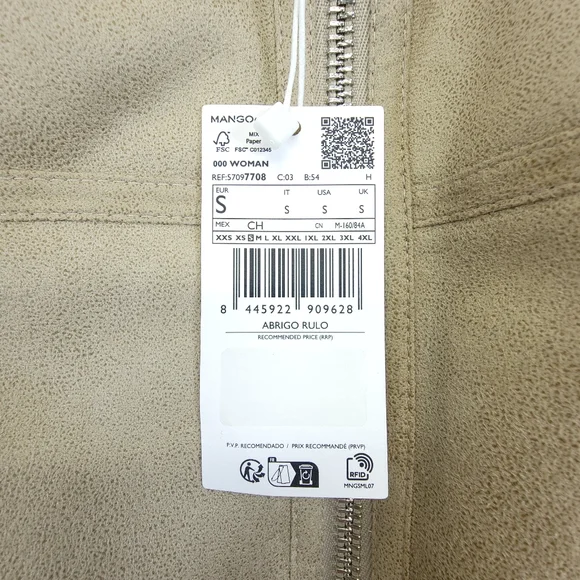 MANGO
FSC
MIX
Paper
FSC™ C012345
000 WOMAN
REF:57097708 C:03 B:54 H
EUR IT USA UK
S S S S
MEX CH CN M-160/84A
XXS XS S M L XL XXL 1XL 2XL 3XL 4XL
8 445922 909628
ABRIGO RULO
RECOMMENDED PRICE (RRP)
P.V.P. RECOMENDADO / PRIX RECOMMANDÉ (PRVP)
FR
RFID
MNGSML07